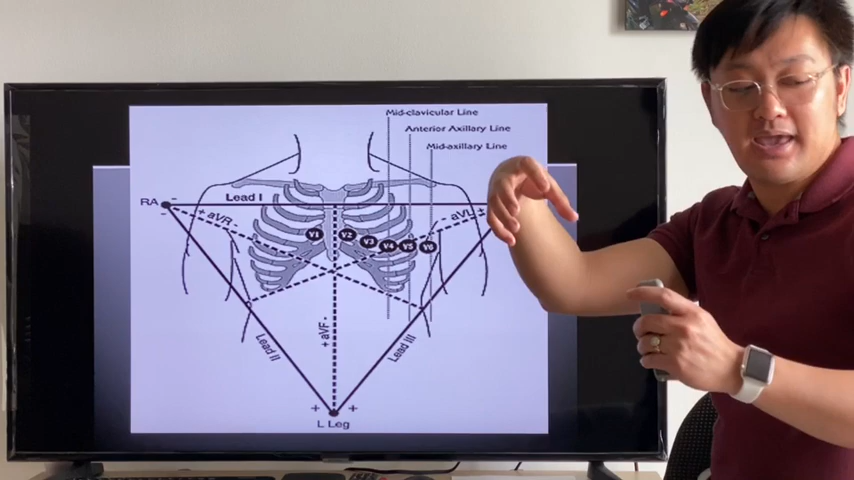 Mid-clavicular Line
Anterior Axillary Line
Mid-axillary Line
RA
-
-
Lead I
+ aVR -
- aVL +
V1
V2
V3
V4
V5
V6
+ aVF -
Lead II
Lead III
+
+
L Leg